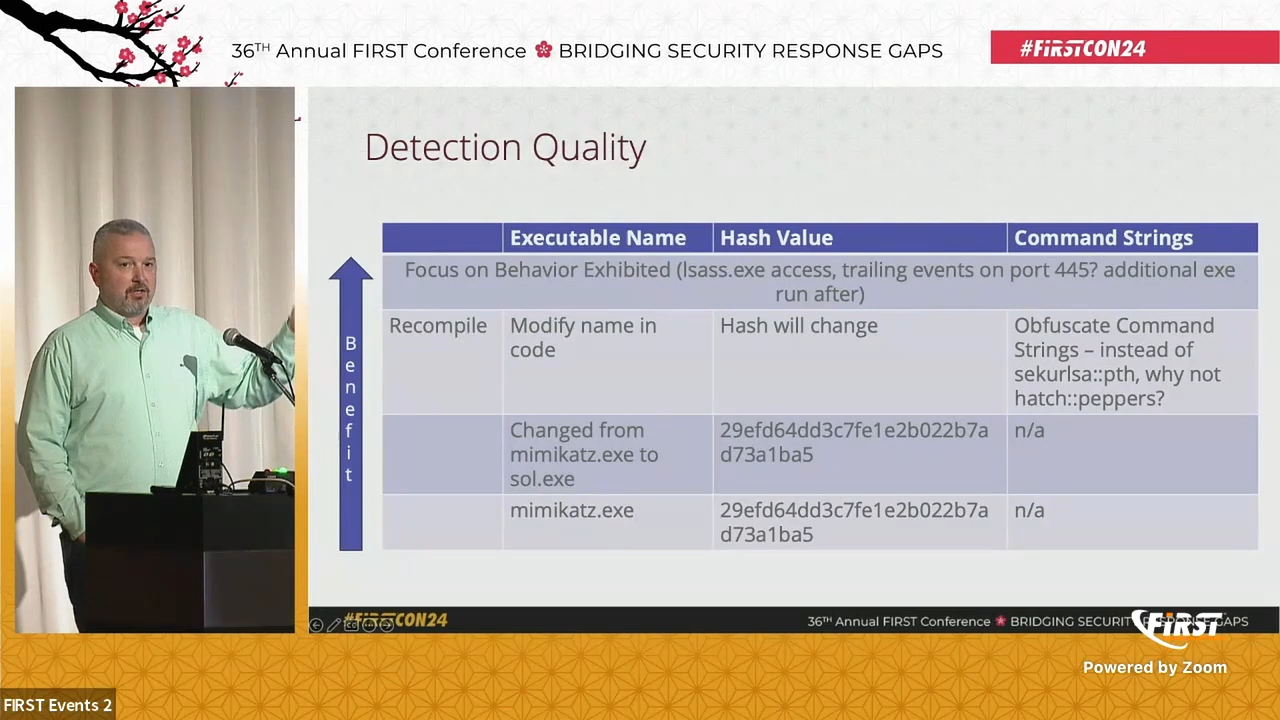 36TH Annual FIRST Conference BRIDGING SECURITY RESPONSE GAPS
#FIRSTCON24
Detection Quality
Benefit
Executable Name
Hash Value
Command Strings
Focus on Behavior Exhibited (lsass.exe access, trailing events on port 445? additional exe
run after)
Recompile
Modify name in
code
Hash will change
Obfuscate Command
Strings – instead of
sekurlsa::pth, why not
hatch::peppers?
Changed from
mimikatz.exe to
sol.exe
29efd64dd3c7fe1e2b022b7a
d73a1ba5
n/a
mimikatz.exe
29efd64dd3c7fe1e2b022b7a
d73a1ba5
n/a
#FIRSTCON24
36TH Annual FIRST Conference BRIDGING SECURITY RESPONSE GAPS
FIRST
Powered by Zoom
FIRST Events 2